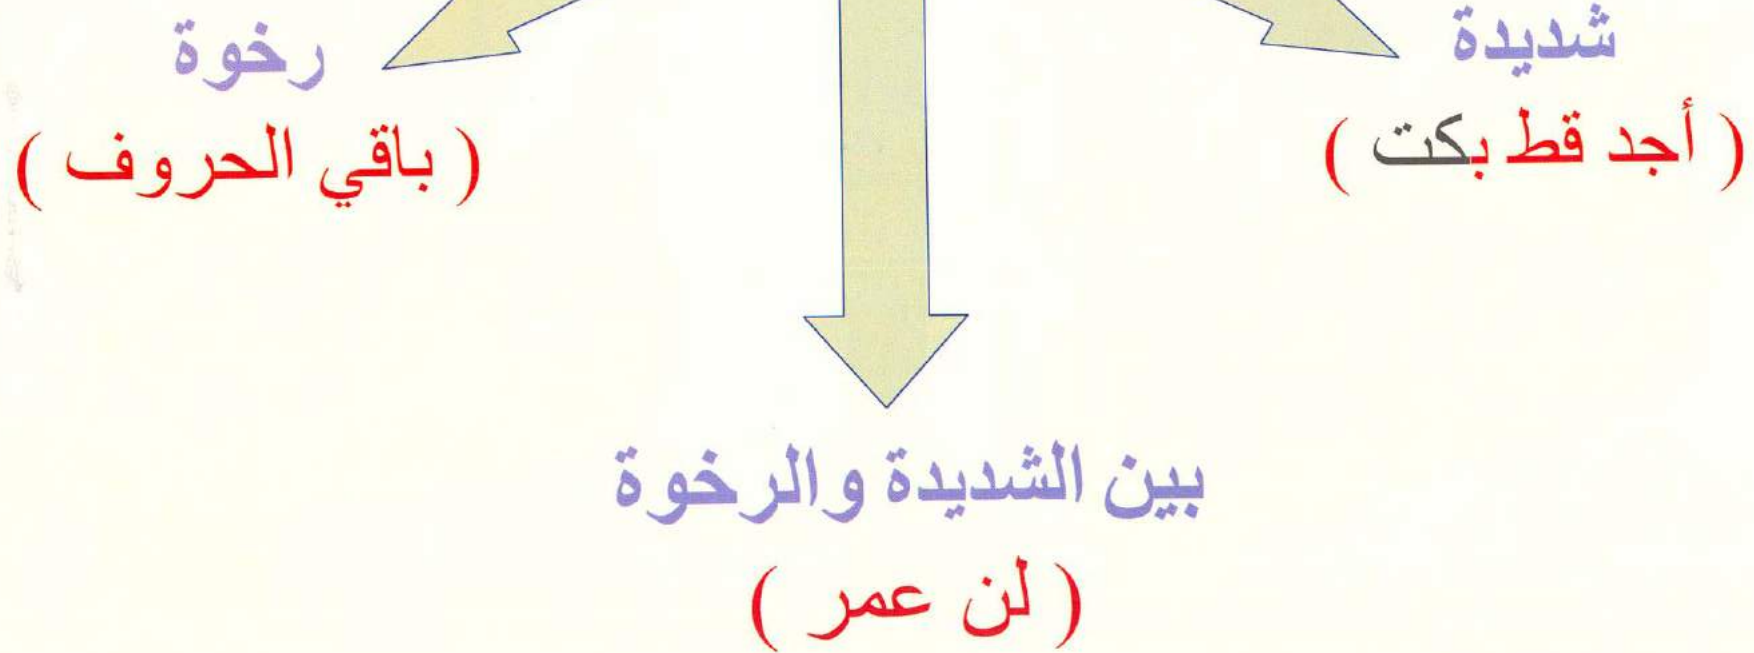 شديدة
( أجد قط بكت )
رخوة
( باقي الحروف )
بين الشديدة والرخوة
( لن عمر )